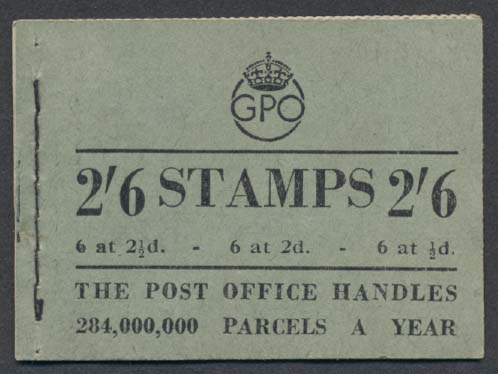 GPO
2'6 STAMPS 2'6
6 at 2½d. - 6 at 2d. - 6 at ½d.
THE POST OFFICE HANDLES
284,000,000 PARCELS A YEAR